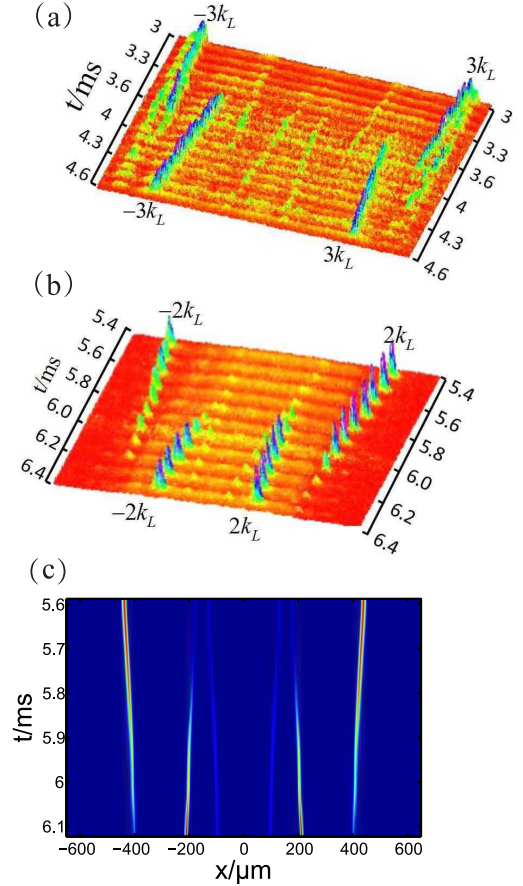 (a)
−3k_L
3k_L
3
3.3
3.6
4
4.3
4.6
t/ms
3
3.3
3.6
4
4.3
4.6
−3k_L
3k_L
(b)
−2k_L
2k_L
5.4
5.6
5.8
6.0
6.2
6.4
t/ms
5.4
5.6
5.8
6.0
6.2
6.4
−2k_L
2k_L
(c)
5.6
5.7
5.8
5.9
6
6.1
t/ms
−600 −400 −200 0 200 400 600
x/μm